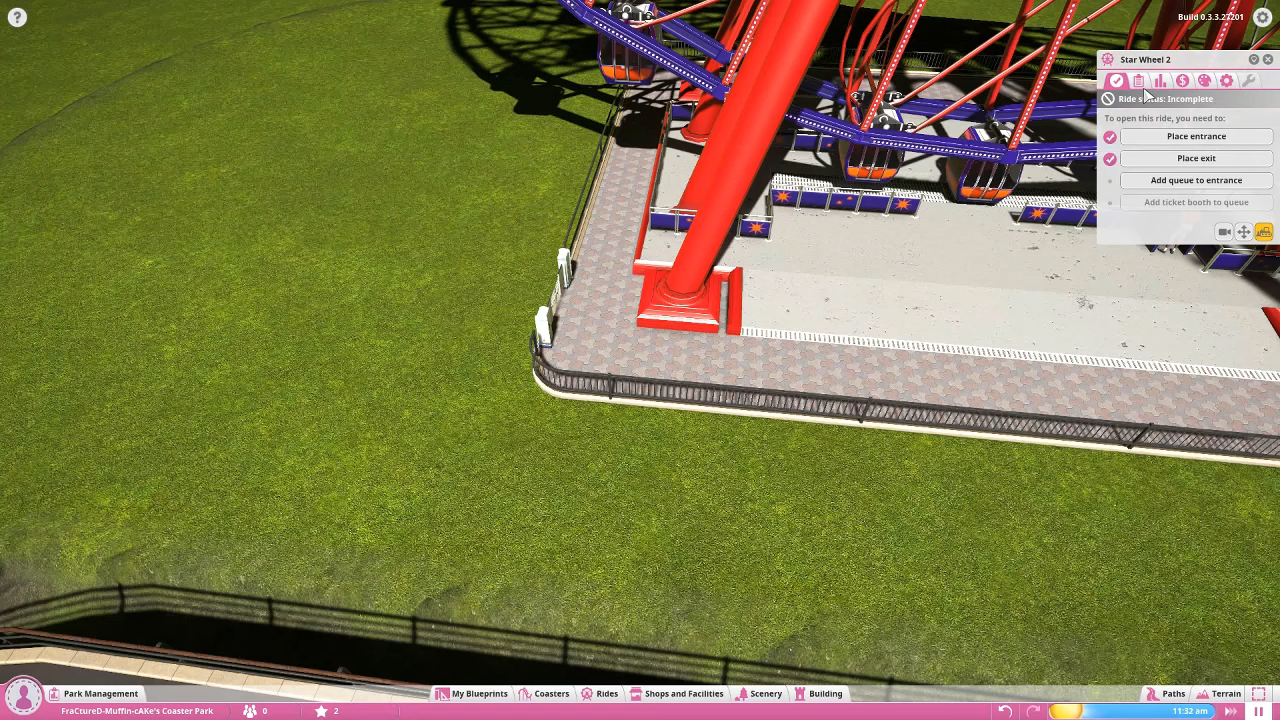 Build 0.3.3.27201
Star Wheel 2
Ride status: Incomplete
To open this ride, you need to:
Place entrance
Place exit
Add queue to entrance
Add ticket booth to queue
Park Management
My Blueprints
Coasters
Rides
Shops and Facilities
Scenery
Building
Paths
Terrain
FraCtureD-Muffin-cAKe's Coaster Park
0
2
11:32 am